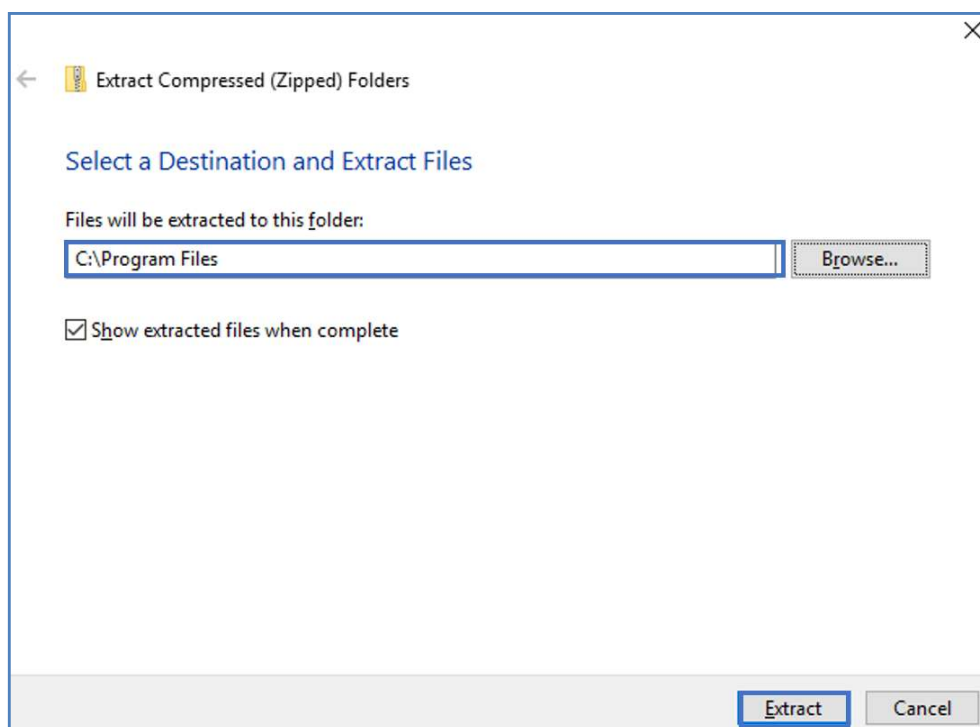 Extract Compressed (Zipped) Folders
Select a Destination and Extract Files
Files will be extracted to this folder:
C:\Program Files
Browse...
Show extracted files when complete
Extract
Cancel